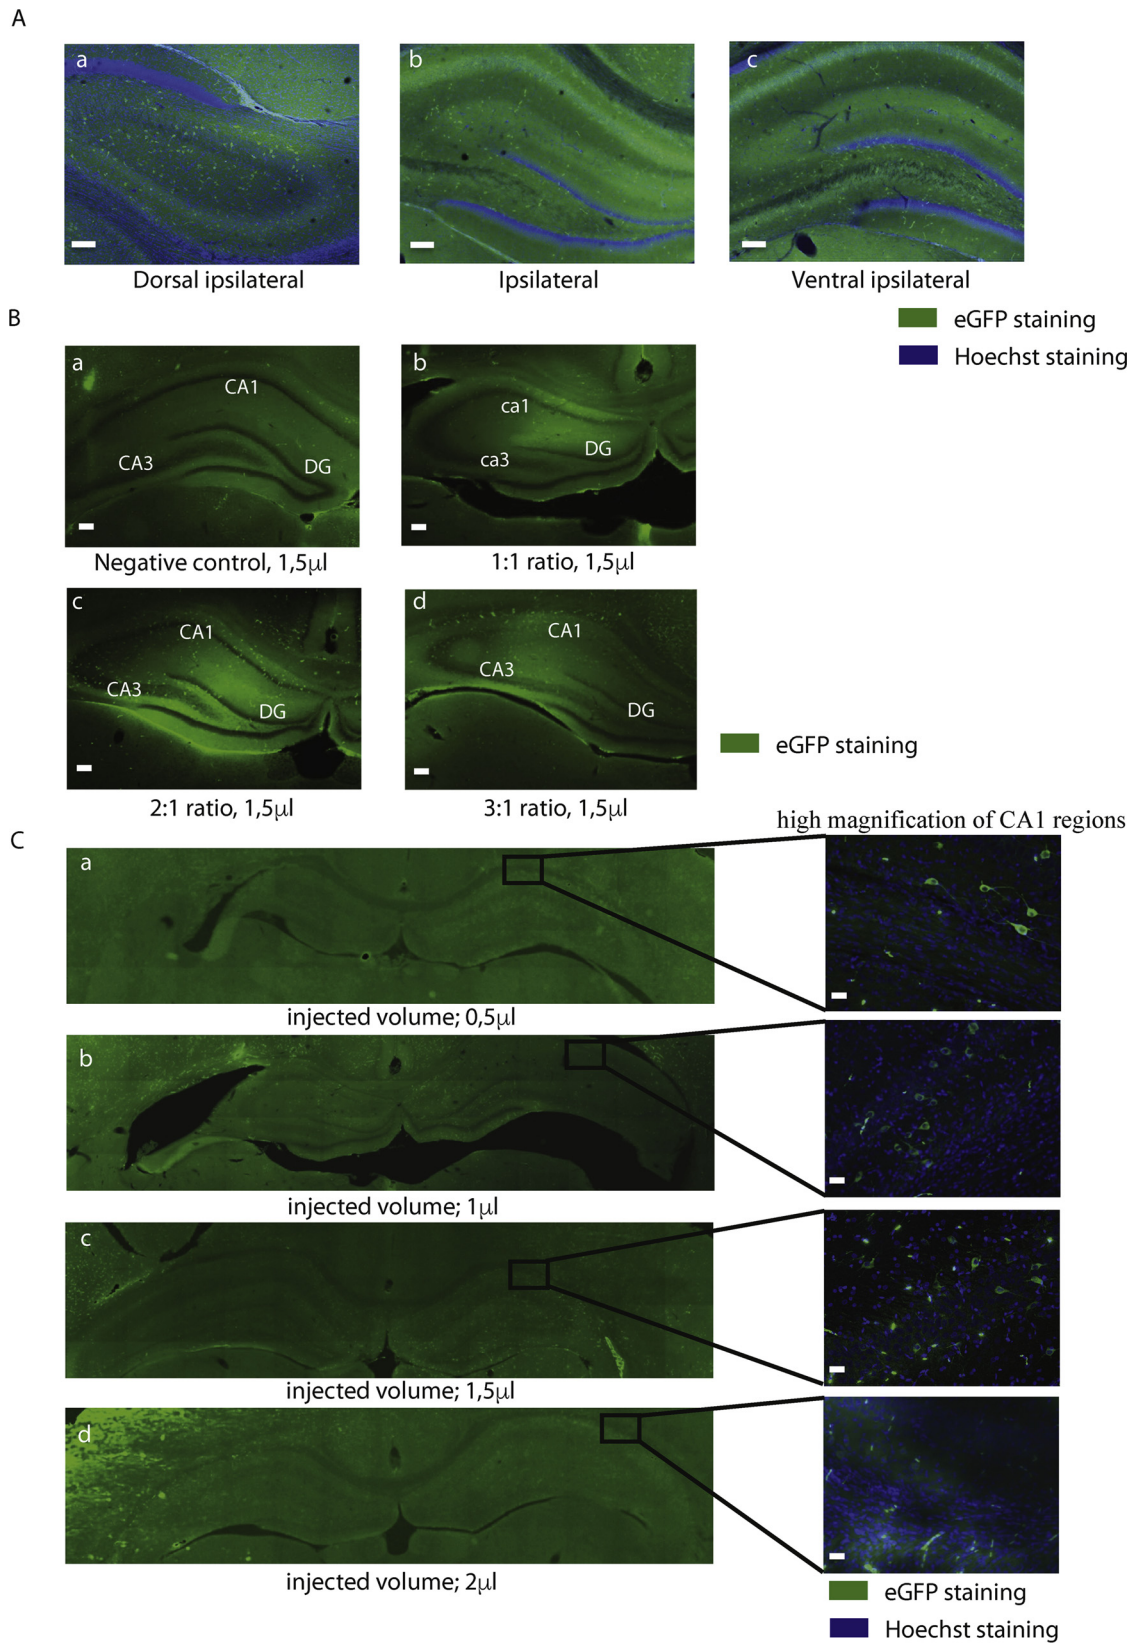 A
a
b
c
Dorsal ipsilateral
Ipsilateral
Ventral ipsilateral
eGFP staining
Hoechst staining
B
a
CA1
CA3
DG
b
ca1
ca3
DG
Negative control, 1,5μl
1:1 ratio, 1,5μl
c
CA1
CA3
DG
d
CA1
CA3
DG
eGFP staining
2:1 ratio, 1,5μl
3:1 ratio, 1,5μl
high magnification of CA1 regions
C
a
injected volume; 0,5μl
b
injected volume; 1μl
c
injected volume; 1,5μl
d
injected volume; 2μl
eGFP staining
Hoechst staining